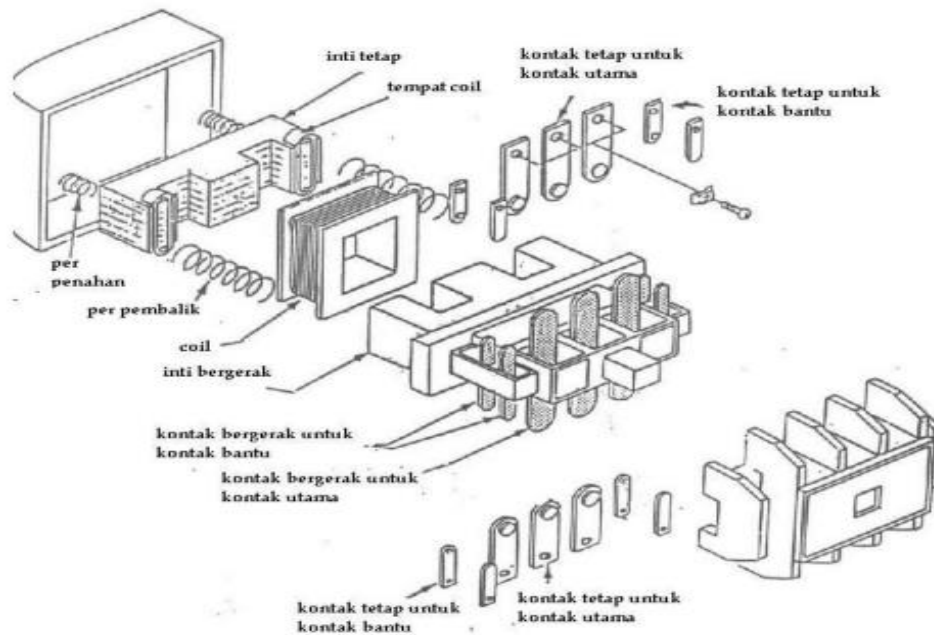 inti tetap
tempat coil
kontak tetap untuk
kontak utama
kontak tetap untuk
kontak bantu
per
penahan
per pembalik
coil
inti bergerak
kontak bergerak untuk
kontak bantu
kontak bergerak untuk
kontak utama
kontak tetap untuk
kontak bantu
kontak tetap untuk
kontak utama